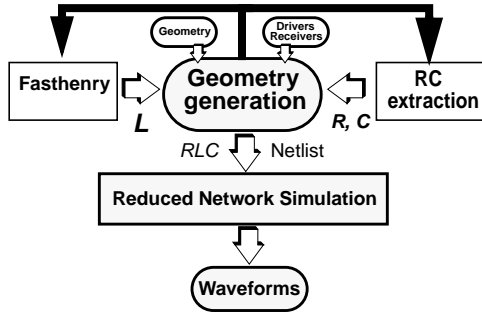 Geometry
Drivers
Receivers
Fasthenry
Geometry
generation
RC
extraction
L
R, C
RLC
Netlist
Reduced Network Simulation
Waveforms